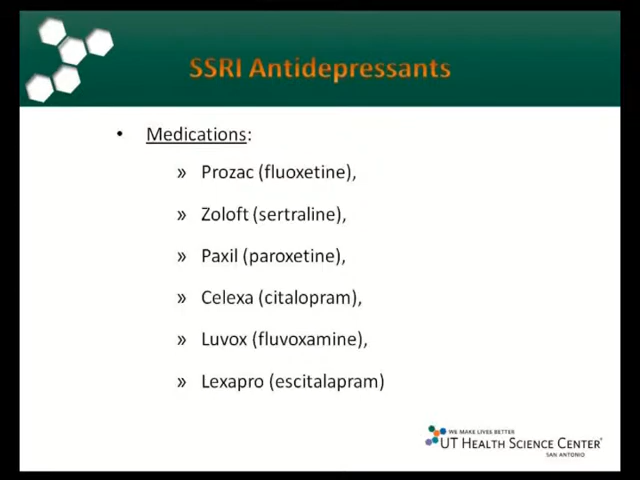 SSRI Antidepressants
• Medications:
» Prozac (fluoxetine),
» Zoloft (sertraline),
» Paxil (paroxetine),
» Celexa (citalopram),
» Luvox (fluvoxamine),
» Lexapro (escitalapram)
WE MAKE LIVES BETTER
UT HEALTH SCIENCE CENTER®
SAN ANTONIO